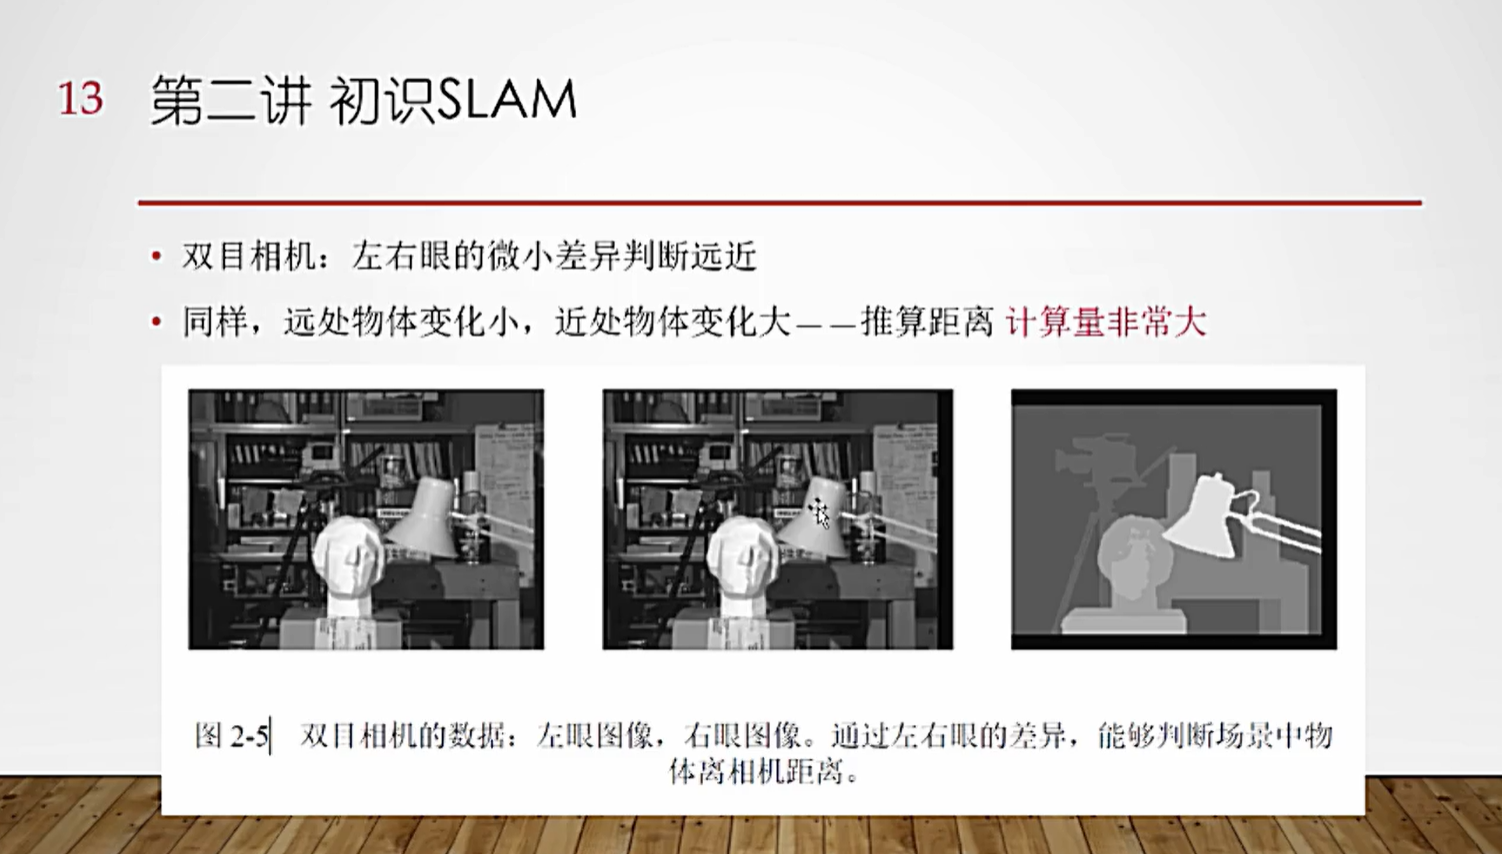 13 第二讲 初识SLAM
• 双目相机：左右眼的微小差异判断远近
• 同样，远处物体变化小，近处物体变化大——推算距离 计算量非常大
图 2-5 双目相机的数据：左眼图像，右眼图像。通过左右眼的差异，能够判断场景中物
体离相机距离。